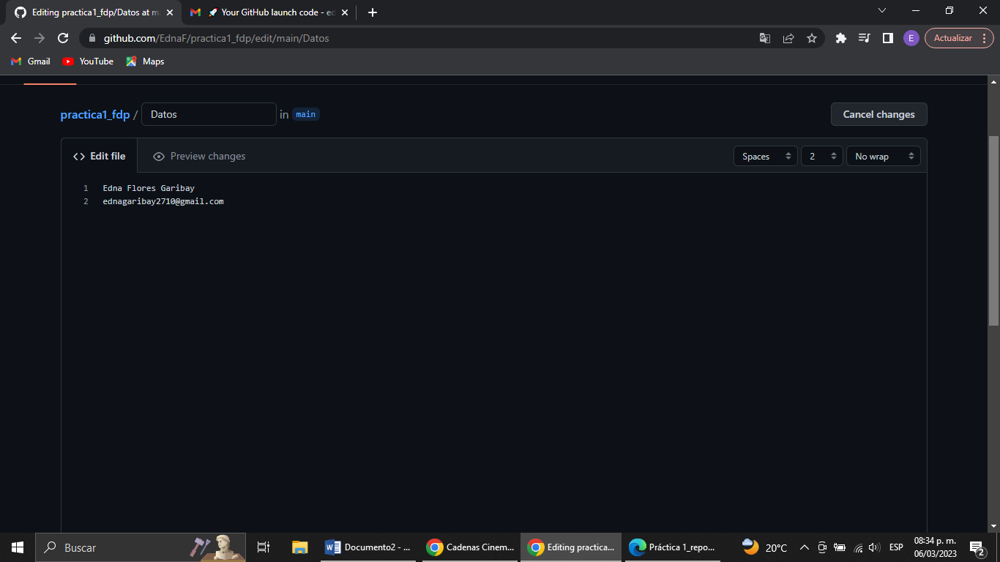 Editing practica1_fdp/Datos at m
Your GitHub launch code - ed
github.com/EdnaF/practica1_fdp/edit/main/Datos
E
Actualizar
Gmail
YouTube
Maps
practica1_fdp / Datos in main
Cancel changes
Edit file
Preview changes
Spaces
2
No wrap
1 Edna Flores Garibay
2 ednagaribay2710@gmail.com
Buscar
Documento2 - ...
Cadenas Cinem...
Editing practica...
Práctica 1_repo...
20°C
ESP
08:34 p. m.
06/03/2023
2